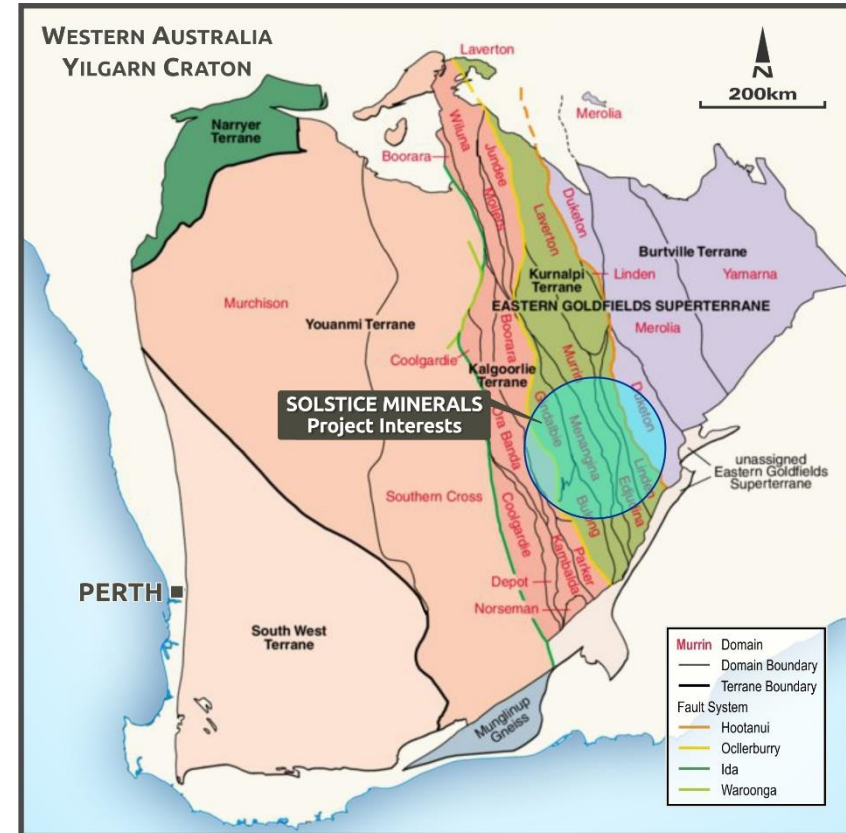 WESTERN AUSTRALIA
YILGARN CRATON
N
200km
Laverton
Merolia
Narryer
Terrane
Boorara
Wiluna
Jundee
Moilers
Laverton
Duketon
Burtville Terrane
Kurnalpi
Terrane
Linden
Yamarna
Murchison
EASTERN GOLDFIELDS SUPERTERRANE
Youanmi Terrane
Merolia
Boorara
Murrin
Coolgardie
Kalgoorlie
Terrane
SOLSTICE MINERALS
Project Interests
Ora Banda
Gindalbie
Menangina
Duketon
unassigned
Eastern Goldfields
Superterrane
Linden
Edjudina
Southern Cross
Coolgardie
Bulong
Parker
Kambalda
Depot
PERTH
Norseman
South West
Terrane
Munglinup
Gneiss
Murrin Domain
Domain Boundary
Terrane Boundary
Fault System
Hootanui
Ocllerburry
Ida
Waroonga